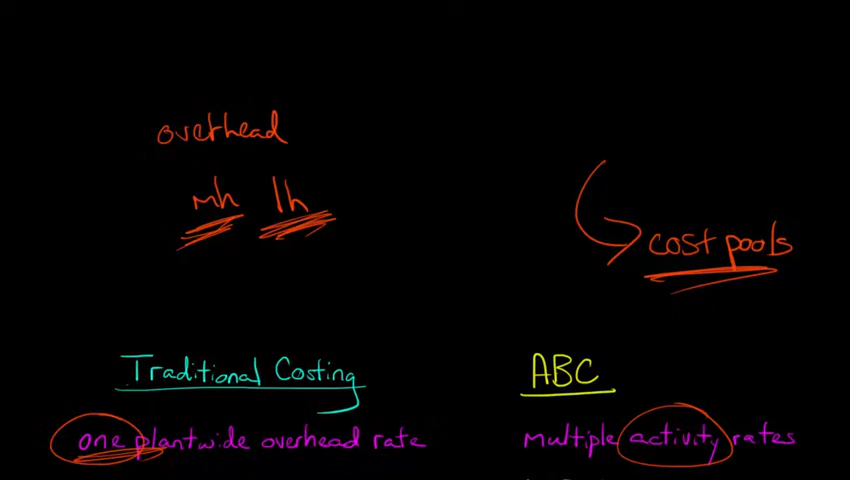 overhead
mh lh
cost pools
Traditional Costing
one plantwide overhead rate
ABC
multiple activity rates